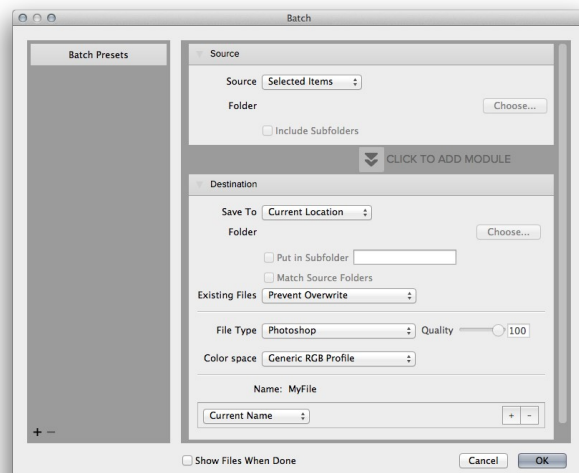 Batch
Batch Presets
Source
Source Selected Items
Folder Choose...
Include Subfolders
CLICK TO ADD MODULE
Destination
Save To Current Location
Folder Choose...
Put in Subfolder
Match Source Folders
Existing Files Prevent Overwrite
File Type Photoshop Quality 100
Color space Generic RGB Profile
Name: MyFile
Current Name + -
+ -
Show Files When Done Cancel OK